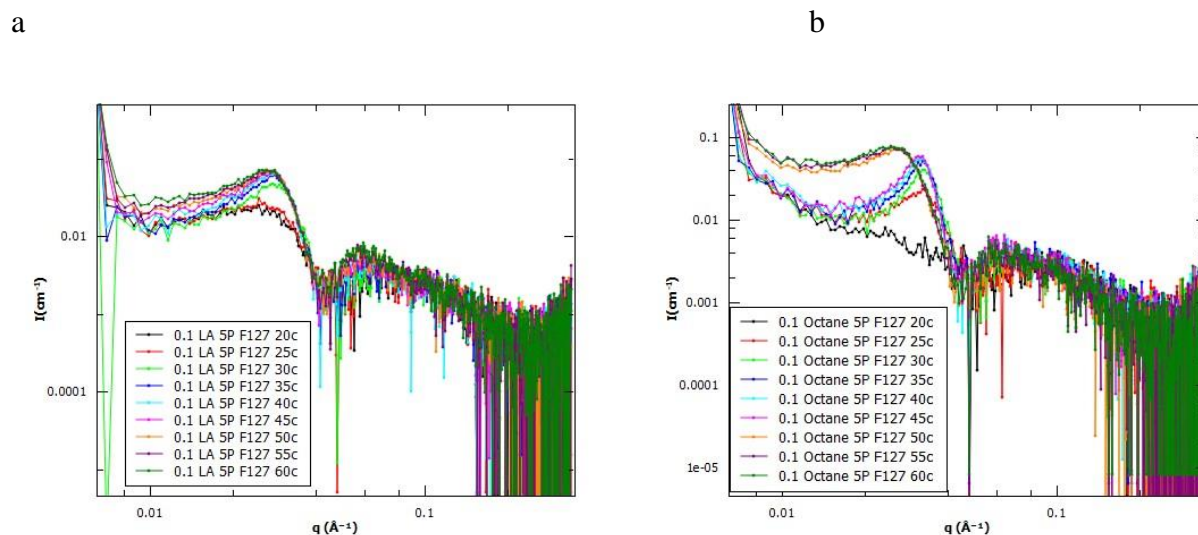 a
b
I(cm⁻¹)
0.01
0.0001
0.1 LA 5P F127 20c
0.1 LA 5P F127 25c
0.1 LA 5P F127 30c
0.1 LA 5P F127 35c
0.1 LA 5P F127 40c
0.1 LA 5P F127 45c
0.1 LA 5P F127 50c
0.1 LA 5P F127 55c
0.1 LA 5P F127 60c
0.01
0.1
q (Å⁻¹)
I(cm⁻¹)
0.1
0.01
0.001
0.0001
1e-05
0.1 Octane 5P F127 20c
0.1 Octane 5P F127 25c
0.1 Octane 5P F127 30c
0.1 Octane 5P F127 35c
0.1 Octane 5P F127 40c
0.1 Octane 5P F127 45c
0.1 Octane 5P F127 50c
0.1 Octane 5P F127 55c
0.1 Octane 5P F127 60c
0.01
0.1
q (Å⁻¹)